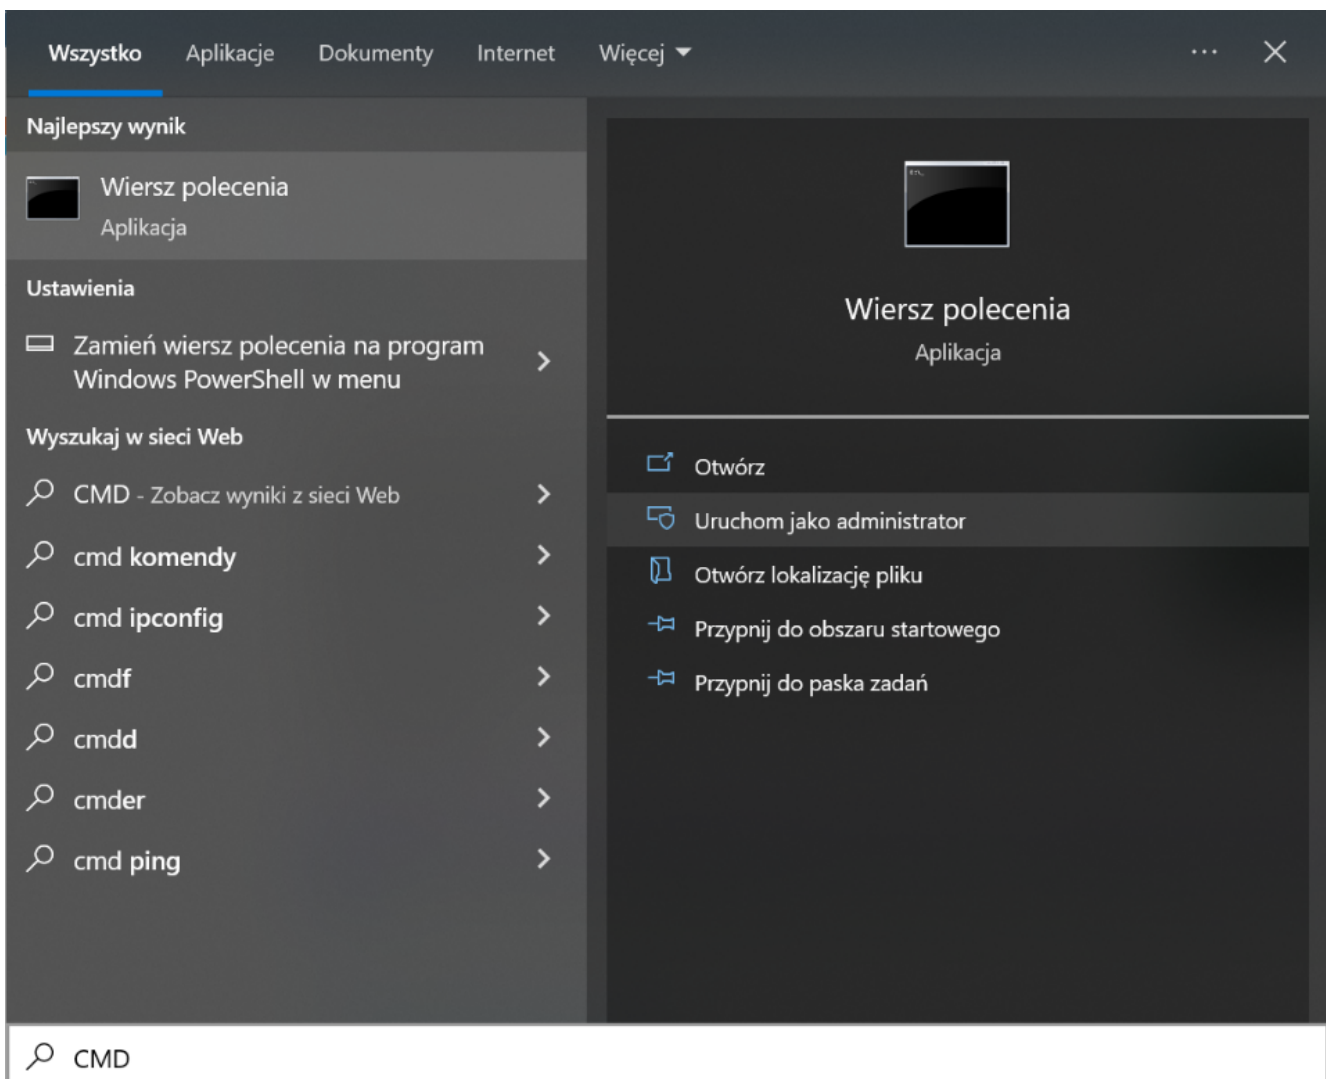 Wszystko Aplikacje Dokumenty Internet Więcej ...
Najlepszy wynik
Wiersz polecenia
Aplikacja
Ustawienia
Zamień wiersz polecenia na program
Windows PowerShell w menu
Wyszukaj w sieci Web
CMD - Zobacz wyniki z sieci Web
cmd komendy
cmd ipconfig
cmdf
cmdd
cmder
cmd ping
Wiersz polecenia
Aplikacja
Otwórz
Uruchom jako administrator
Otwórz lokalizację pliku
Przypnij do obszaru startowego
Przypnij do paska zadań
CMD